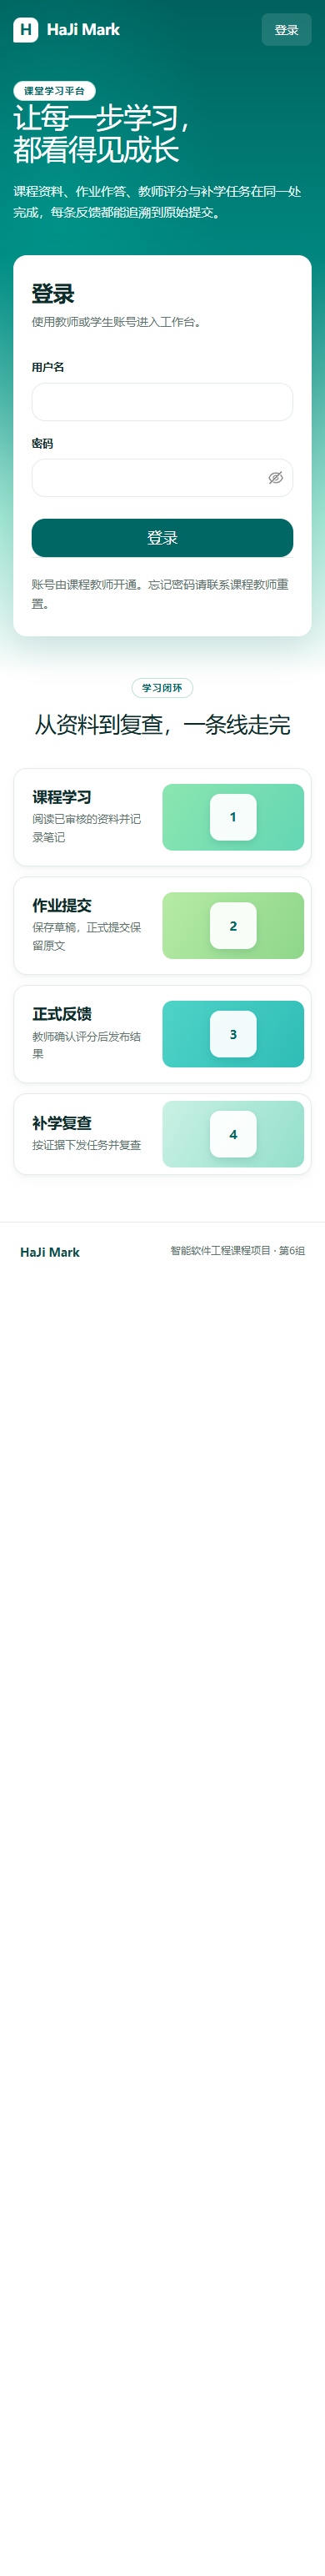 H HaJi Mark
登录
课堂学习平台
让每一步学习，
都看得见成长
课程资料、作业作答、教师评分与补学任务在同一处
完成，每条反馈都能追溯到原始提交。
登录
使用教师或学生账号进入工作台。
用户名
密码
登录
账号由课程教师开通。忘记密码请联系课程教师重
置。
学习闭环
从资料到复查，一条线走完
课程学习
阅读已审核的资料并记
录笔记
1
作业提交
保存草稿，正式提交保
留原文
2
正式反馈
教师确认评分后发布结
果
3
补学复查
按证据下发任务并复查
4
HaJi Mark
智能软件工程课程项目 · 第6组